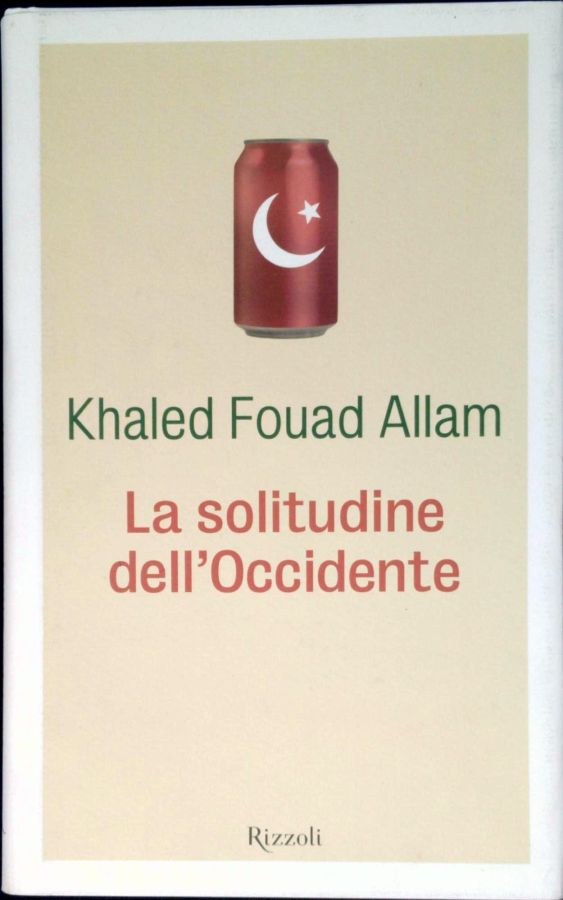 Khaled Fouad Allam
La solitudine
dell'Occidente
Rizzoli